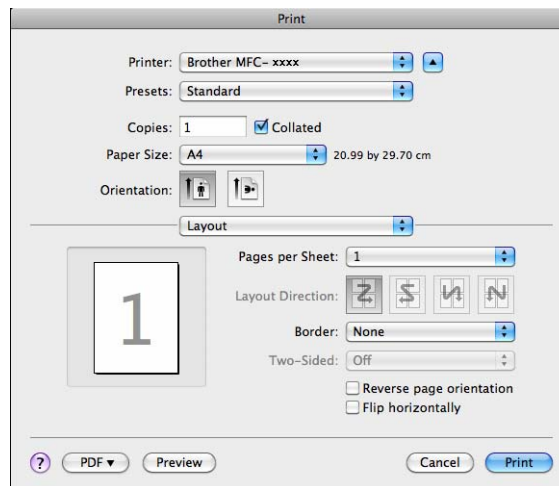 Print
Printer: Brother MFC- xxxx
Presets: Standard
Copies: 1 Collated
Paper Size: A4 20.99 by 29.70 cm
Orientation:
Layout
Pages per Sheet: 1
1
Layout Direction:
Border: None
Two-Sided: Off
Reverse page orientation
Flip horizontally
? PDF▼ Preview Cancel Print